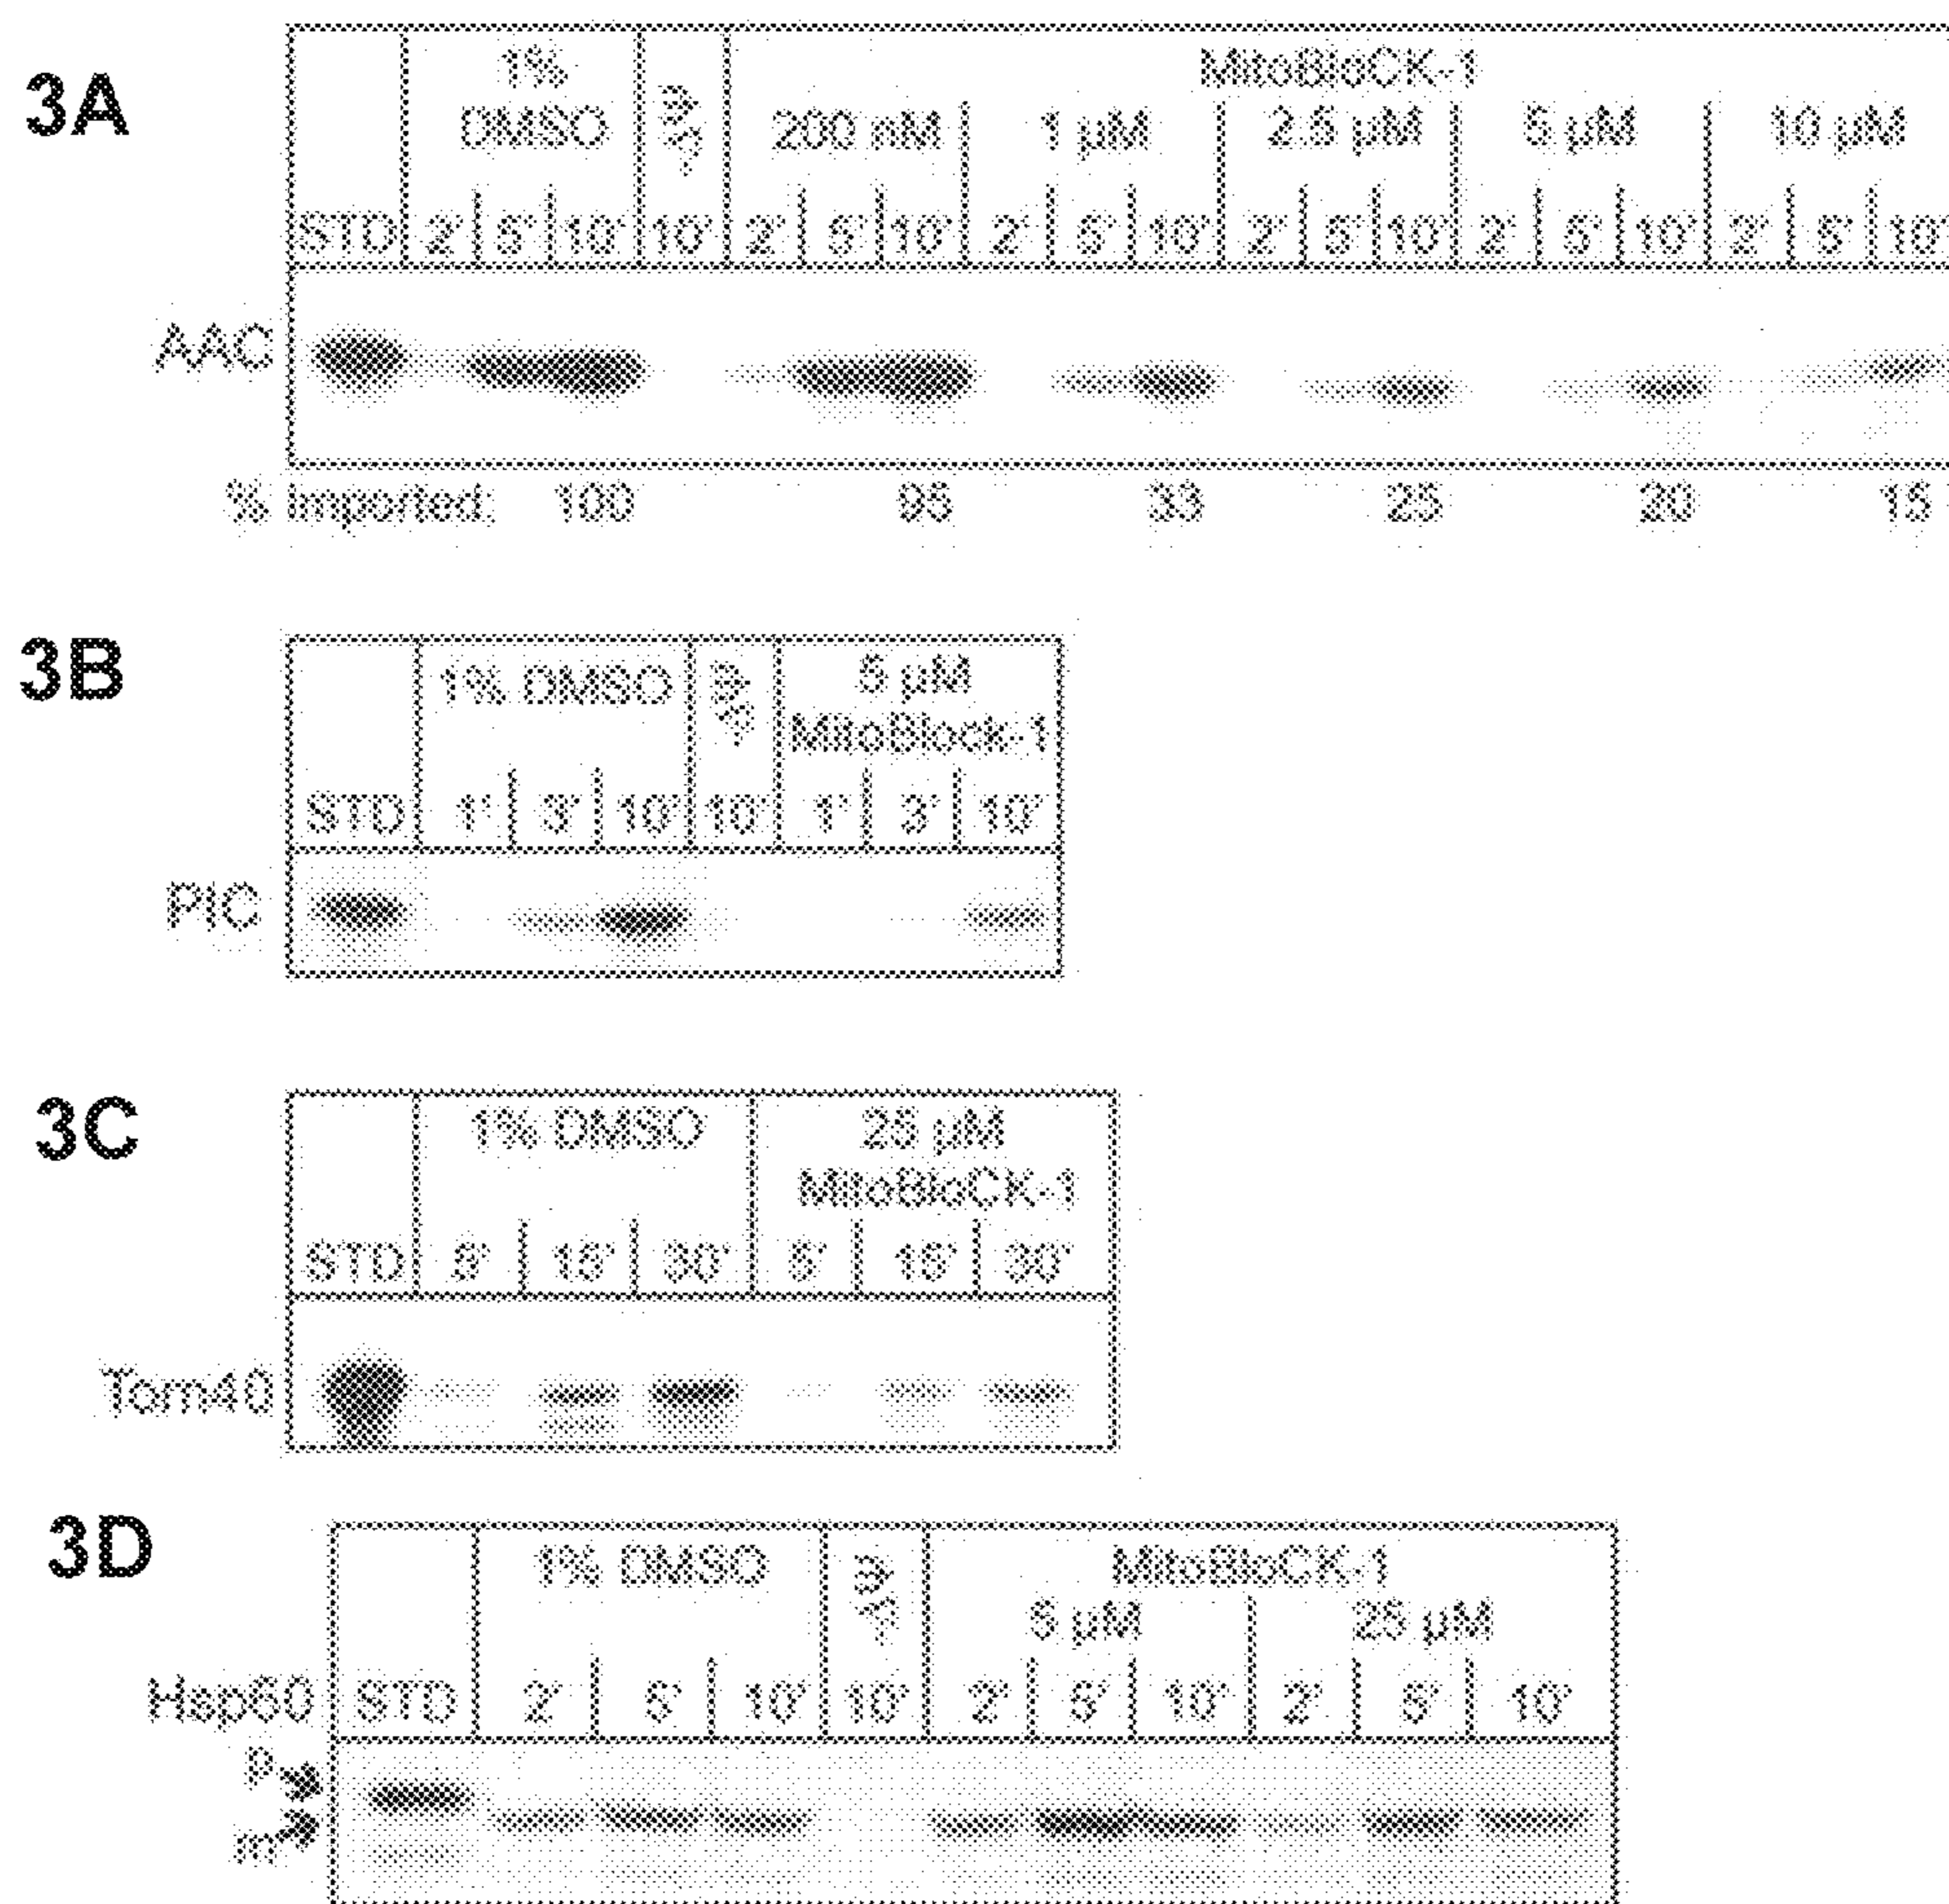 3A
1%
DMSO
-Δψ
MitoBloCK-1
200 nM 1 µM 2.5 µM 5 µM 10 µM
STD 2' 5' 10' 10' 2' 5' 10' 2' 5' 10' 2' 5' 10' 2' 5' 10' 2' 5' 10'
AAC
% Imported: 100 95 33 25 20 15
3B
1% DMSO -Δψ 5 µM
MitoBlock-1
STD 1' 3' 10' 10' 1' 3' 10'
PIC
3C
1% DMSO 25 µM
MitoBloCK-1
STD 5' 15' 30' 5' 15' 30'
Tom40
3D
1% DMSO -Δψ MitoBloCK-1
5 µM 25 µM
Hsp60 STD 2' 5' 10' 10' 2' 5' 10' 2' 5' 10'
p
m